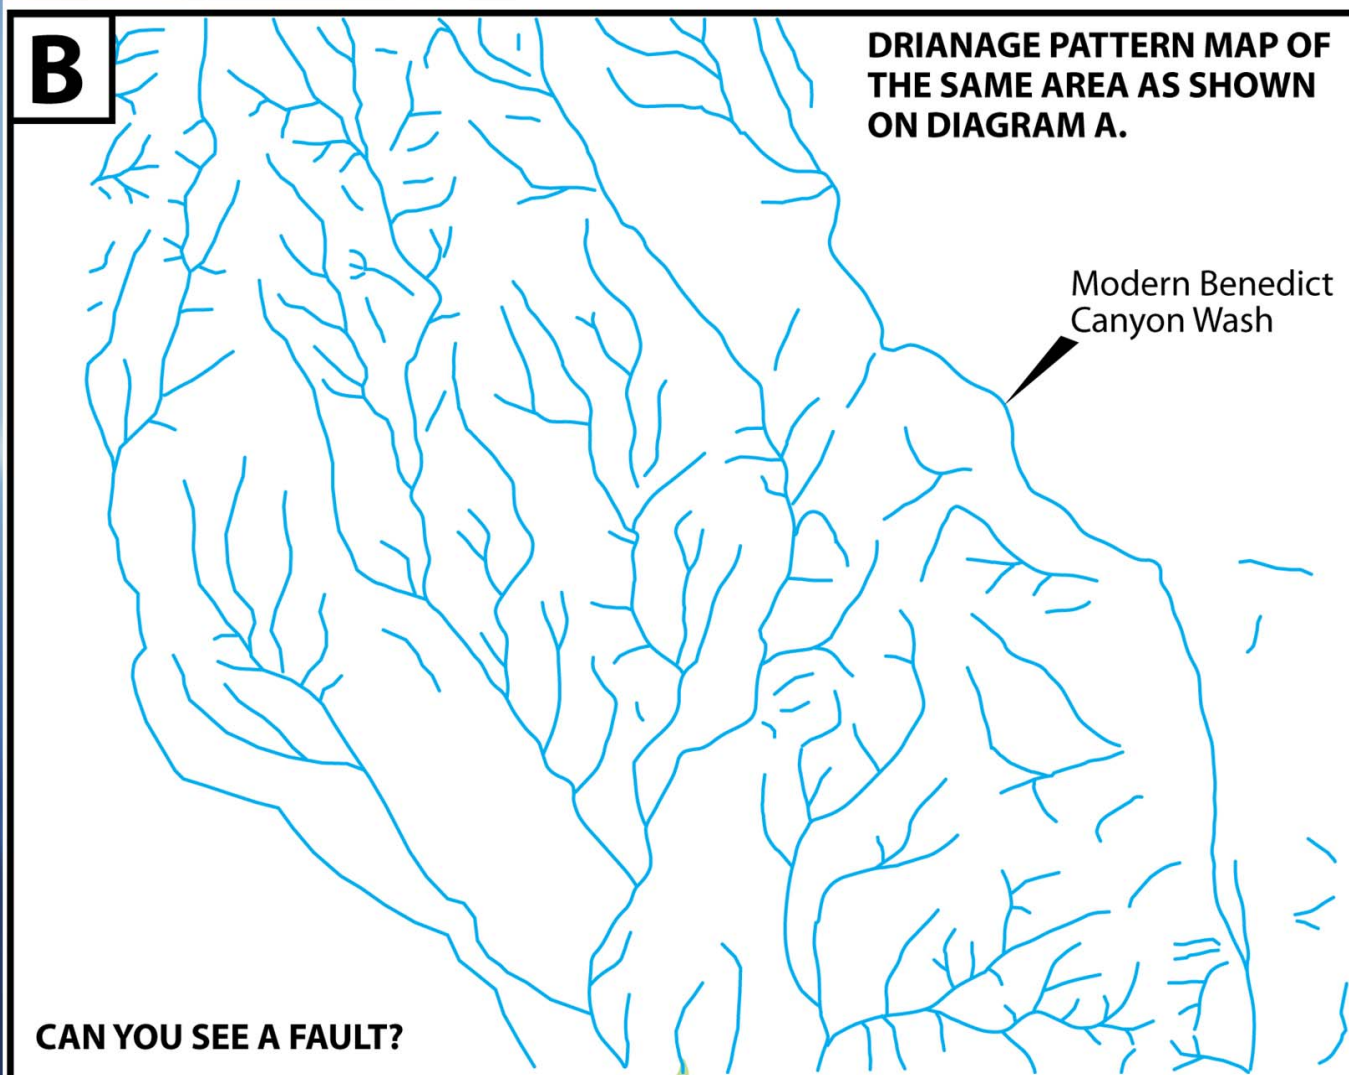 B
DRIANAGE PATTERN MAP OF
THE SAME AREA AS SHOWN
ON DIAGRAM A.
Modern Benedict
Canyon Wash
CAN YOU SEE A FAULT?